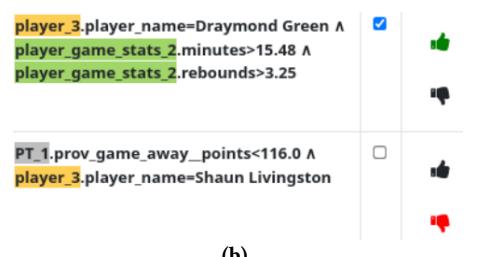 player_3.player_name=Draymond Green ∧
player_game_stats_2.minutes>15.48 ∧
player_game_stats_2.rebounds>3.25
PT_1.prov_game_away__points<116.0 ∧
player_3.player_name=Shaun Livingston
(b)